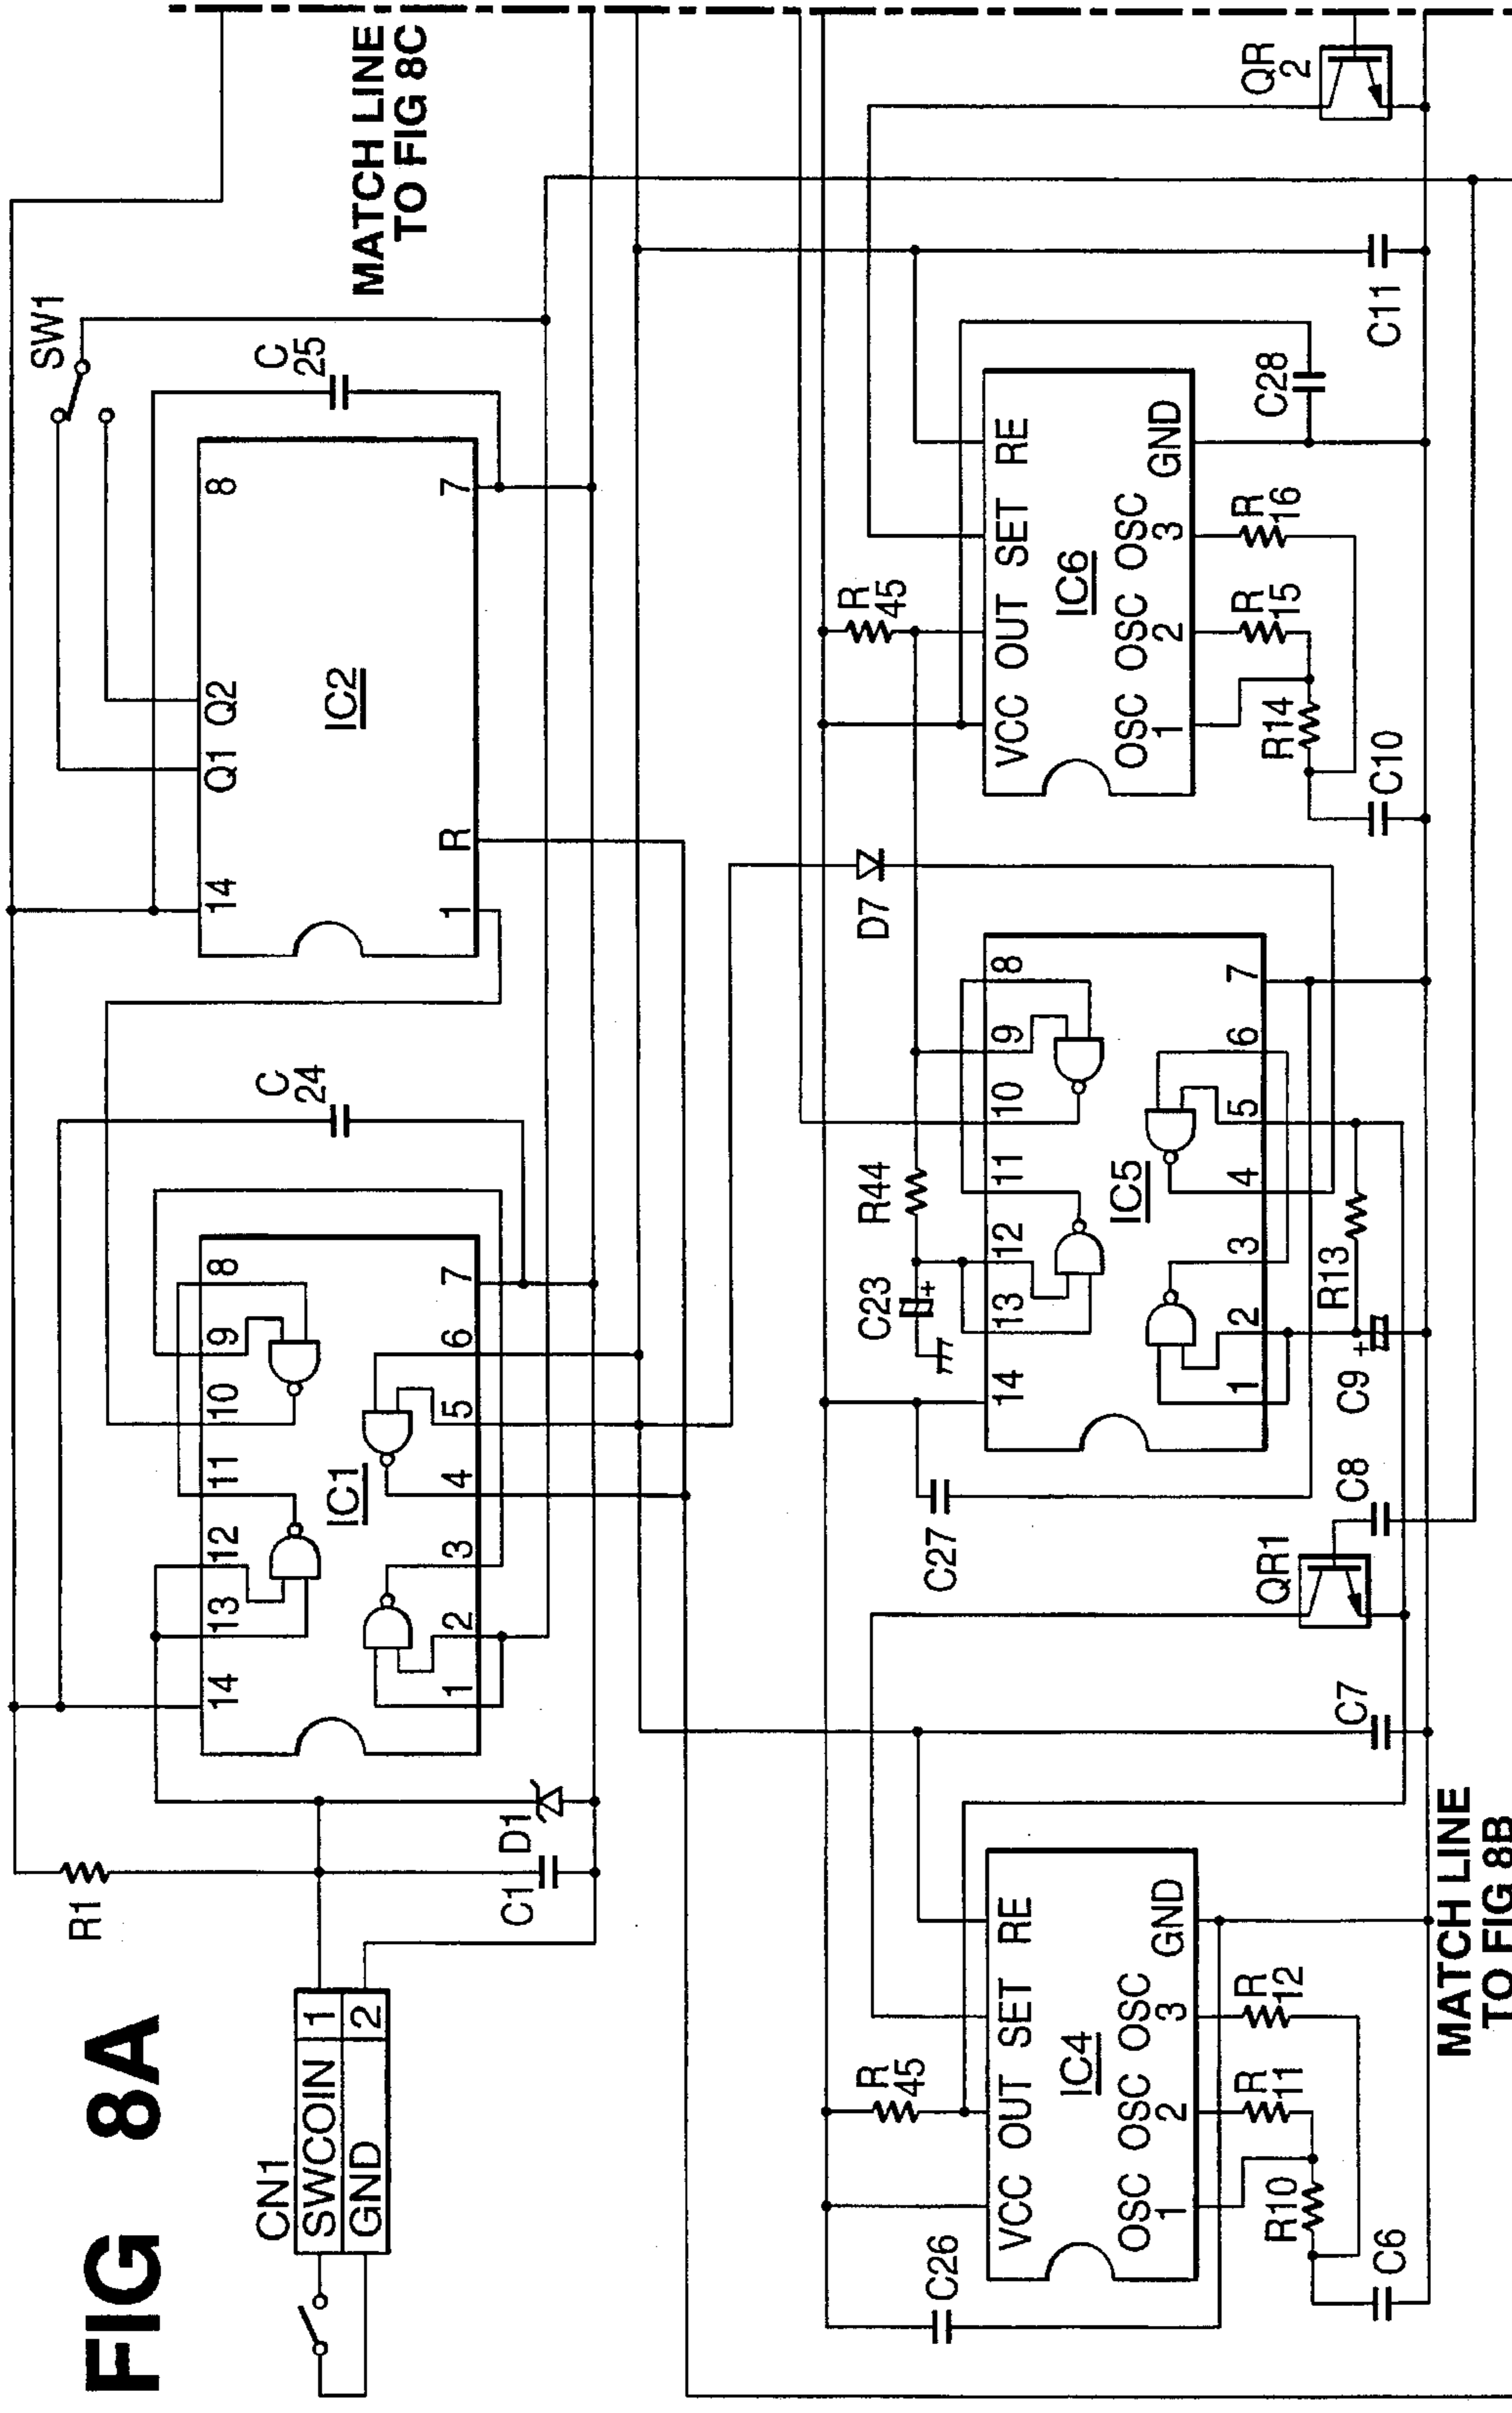 FIG 8A
CN1
SWCOIN 1
GND 2
R1
C1
D1
14 13 12 11 10 9 8
IC1
1 2 3 4 5 6 7
C
24
14 Q1 Q2 8
IC2
1 R 7
C
25
SW1
MATCH LINE
TO FIG 8C
C26
R
45
VCC OUT SET RE
IC4
OSC OSC OSC GND
1 2 3
R10
R
11
R
12
C6
C7
QR1
C8
C27
C23
R44
14 13 12 11 10 9 8
IC5
1 2 3 4 5 6 7
C9
R13
D7
R
45
VCC OUT SET RE
IC6
OSC OSC OSC GND
1 2 3
R14
R
15
R
16
C10
C28
C11
QR
2
MATCH LINE
TO FIG 8B